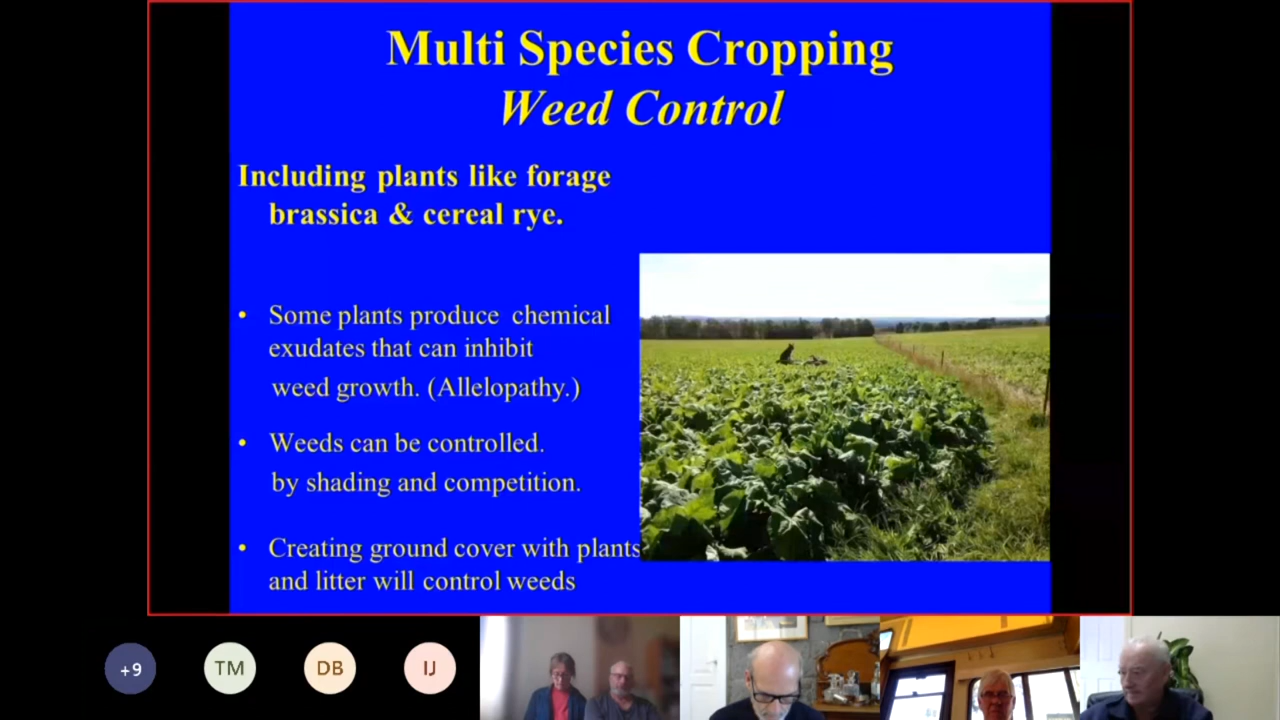 Multi Species Cropping
Weed Control
Including plants like forage
brassica & cereal rye.
• Some plants produce chemical
exudates that can inhibit
weed growth. (Allelopathy.)
• Weeds can be controlled.
by shading and competition.
• Creating ground cover with plants
and litter will control weeds
+9
TM
DB
IJ